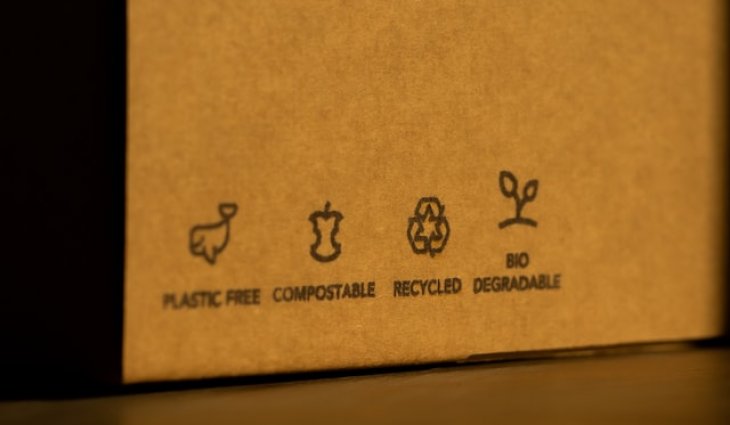 PLASTIC FREE
COMPOSTABLE
RECYCLED
BIO
DEGRADABLE